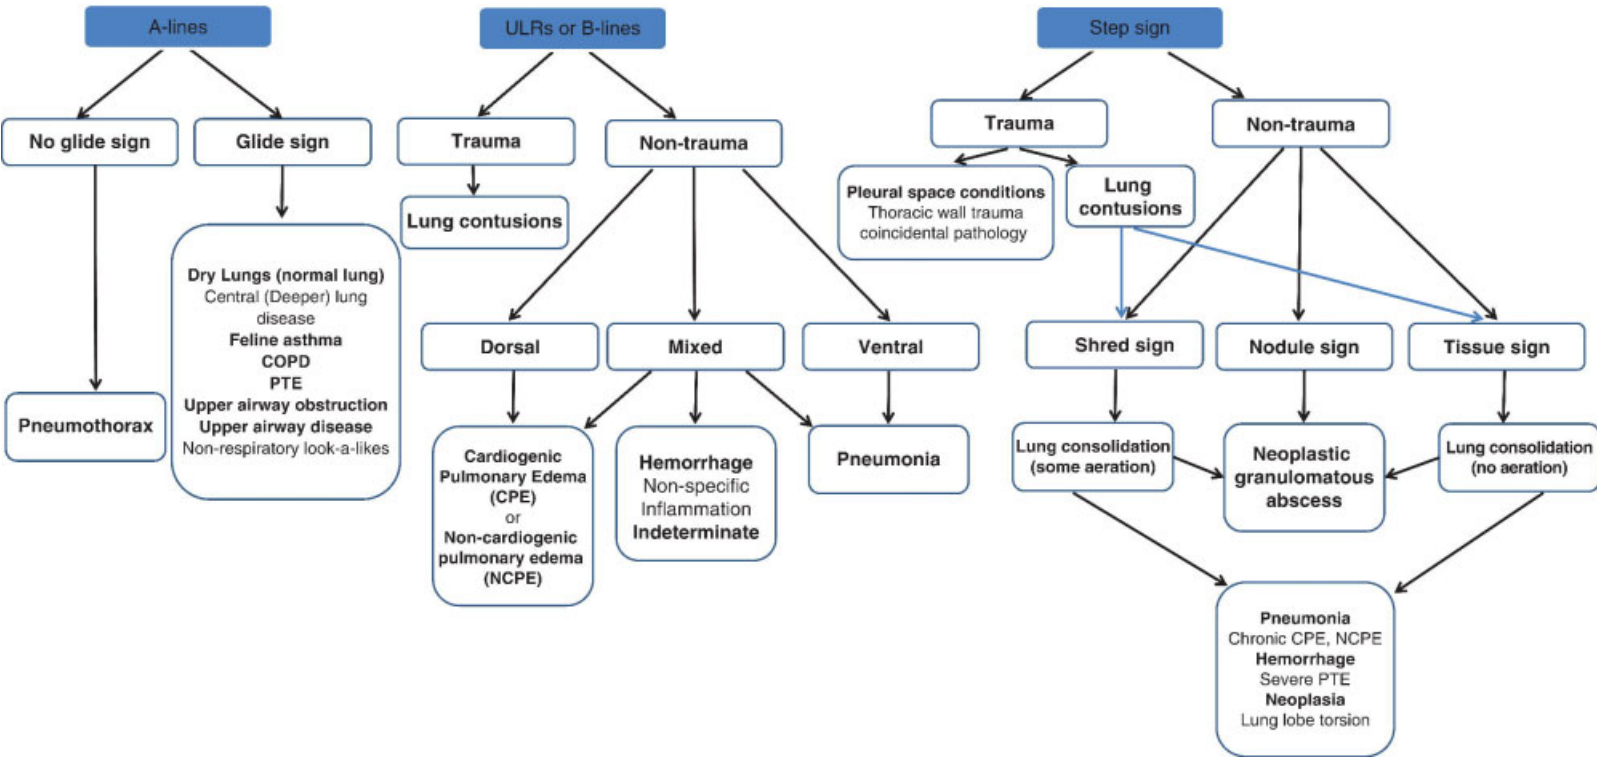 A-lines
No glide sign
Glide sign
Pneumothorax
Dry Lungs (normal lung)
Central (Deeper) lung
disease
Feline asthma
COPD
PTE
Upper airway obstruction
Upper airway disease
Non-respiratory look-a-likes
ULRs or B-lines
Trauma
Non-trauma
Lung contusions
Dorsal
Mixed
Ventral
Cardiogenic
Pulmonary Edema
(CPE)
or
Non-cardiogenic
pulmonary edema
(NCPE)
Hemorrhage
Non-specific
Inflammation
Indeterminate
Pneumonia
Step sign
Trauma
Non-trauma
Pleural space conditions
Thoracic wall trauma
coincidental pathology
Lung
contusions
Shred sign
Nodule sign
Tissue sign
Lung consolidation
(some aeration)
Neoplastic
granulomatous
abscess
Lung consolidation
(no aeration)
Pneumonia
Chronic CPE, NCPE
Hemorrhage
Severe PTE
Neoplasia
Lung lobe torsion